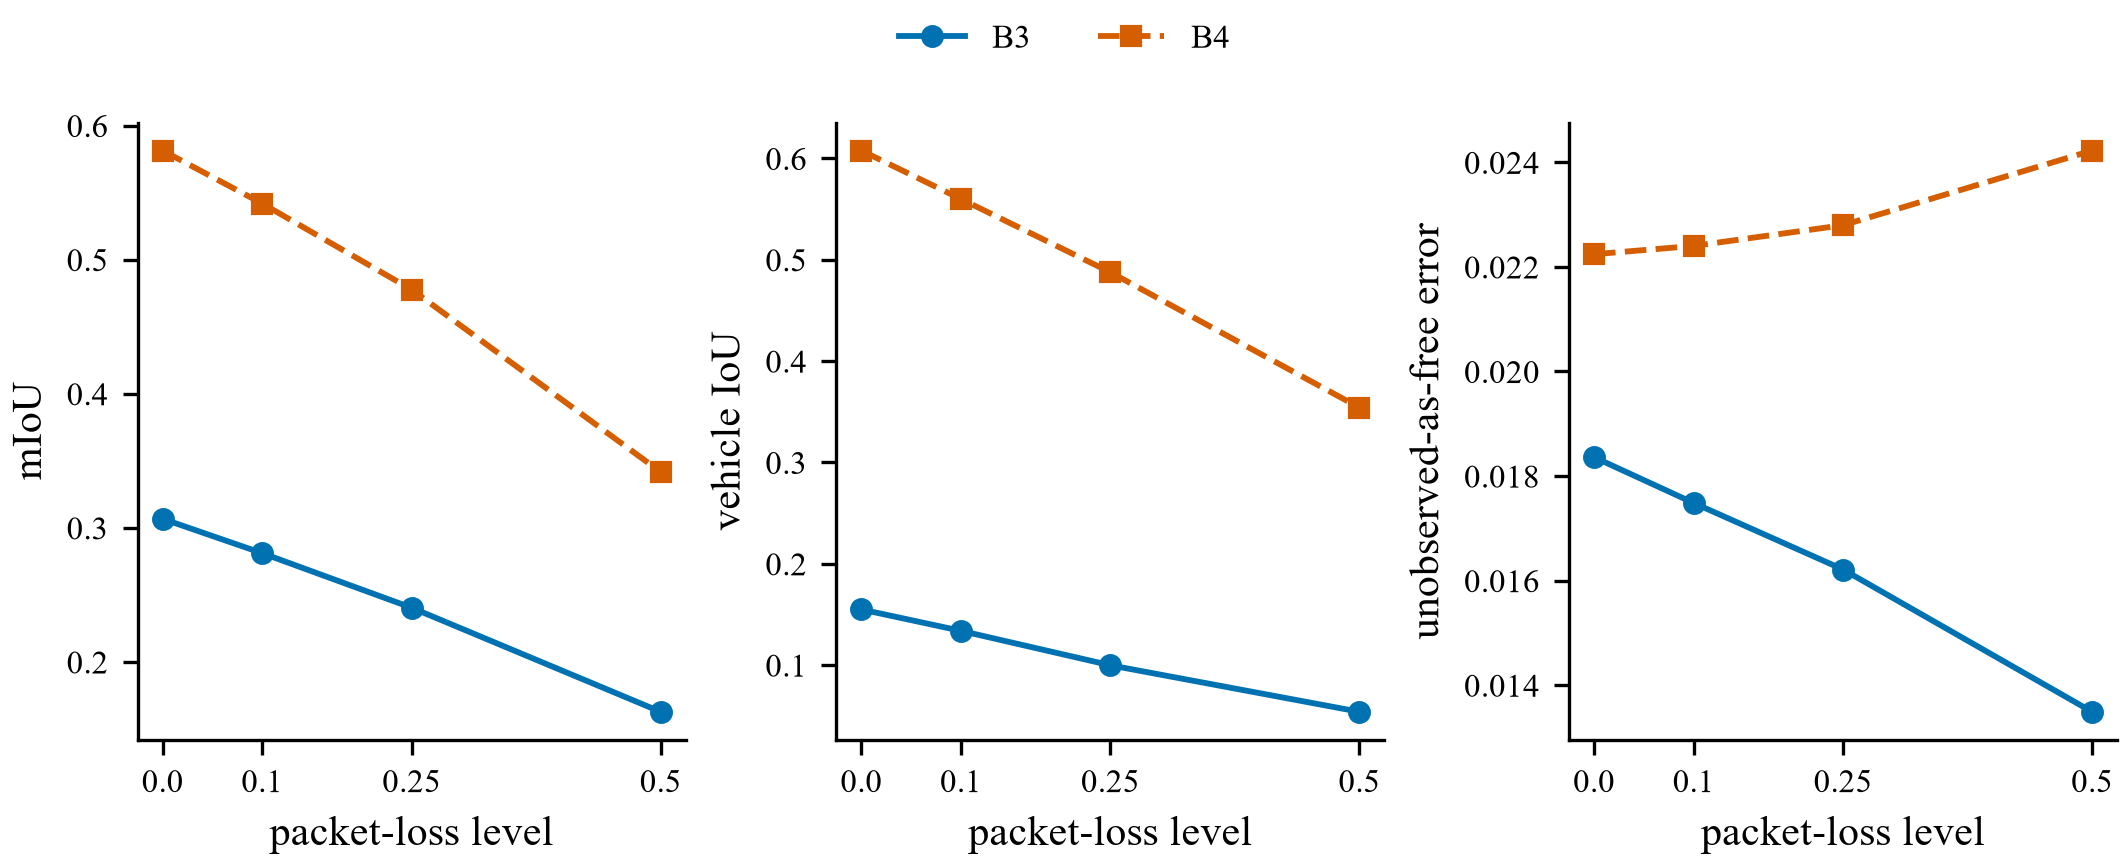 B3 B4
mIoU
0.6
0.5
0.4
0.3
0.2
0.0 0.1 0.25 0.5
packet-loss level
vehicle IoU
0.6
0.5
0.4
0.3
0.2
0.1
0.0 0.1 0.25 0.5
packet-loss level
unobserved-as-free error
0.024
0.022
0.020
0.018
0.016
0.014
0.0 0.1 0.25 0.5
packet-loss level